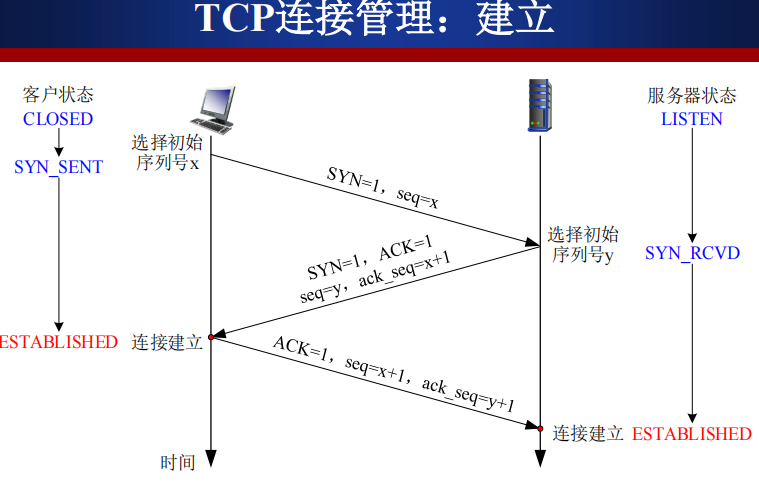 TCP连接管理：建立
客户状态
CLOSED
服务器状态
LISTEN
选择初始
序列号x
SYN_SENT
SYN=1，seq=x
选择初始
序列号y
SYN_RCVD
SYN=1，ACK=1
seq=y，ack_seq=x+1
ESTABLISHED
连接建立
ACK=1，seq=x+1，ack_seq=y+1
连接建立
ESTABLISHED
时间